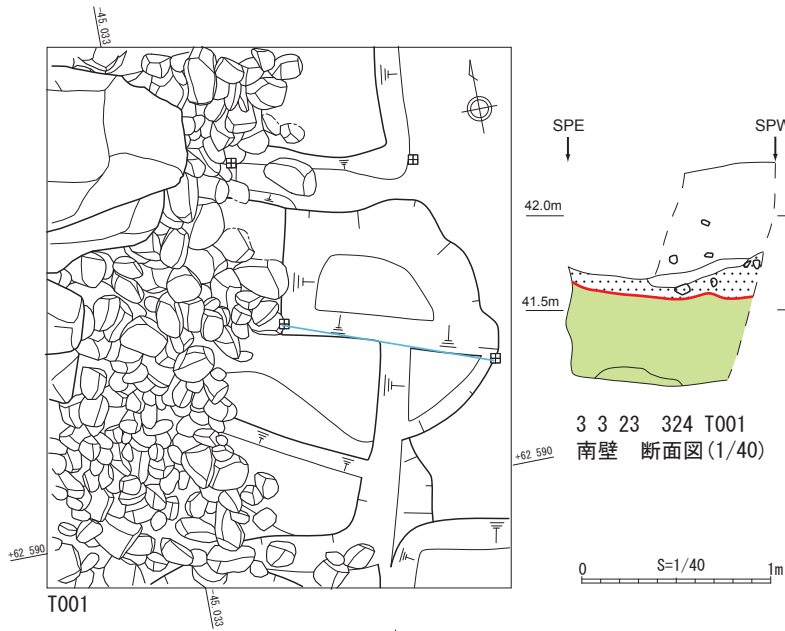 -45.033
SPE
SPW
42.0m
41.5m
3 3 23 324 T001
南壁 断面図(1/40)
+62 590
+62 590
S=1/40
0 1m
T001
-45.033